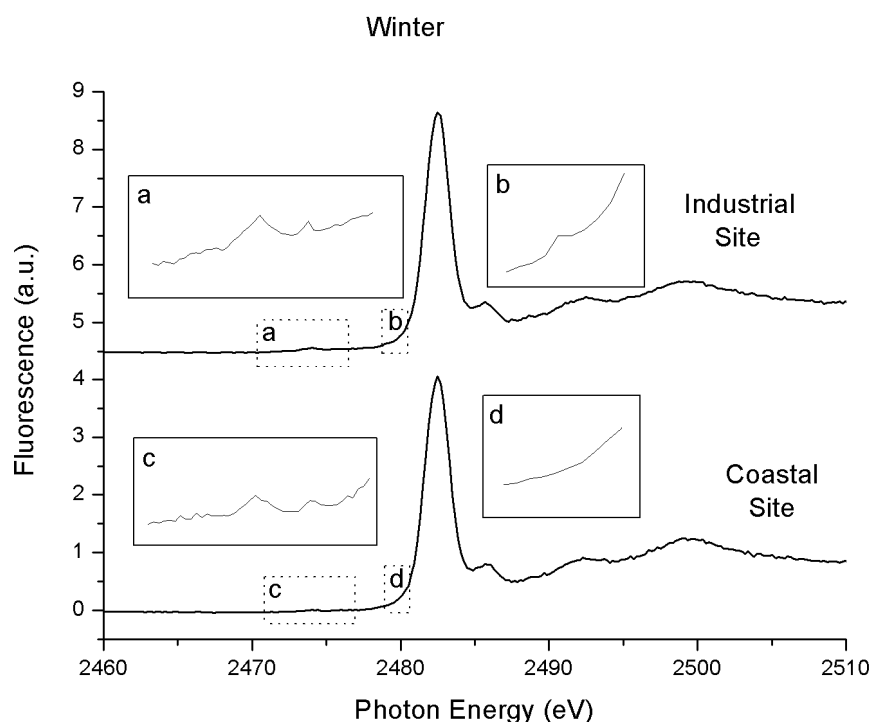 Winter
9
8
7
6
5
4
3
2
1
0
Fluorescence (a.u.)
a
b
Industrial
Site
a
b
c
d
Coastal
Site
c
d
2460
2470
2480
2490
2500
2510
Photon Energy (eV)